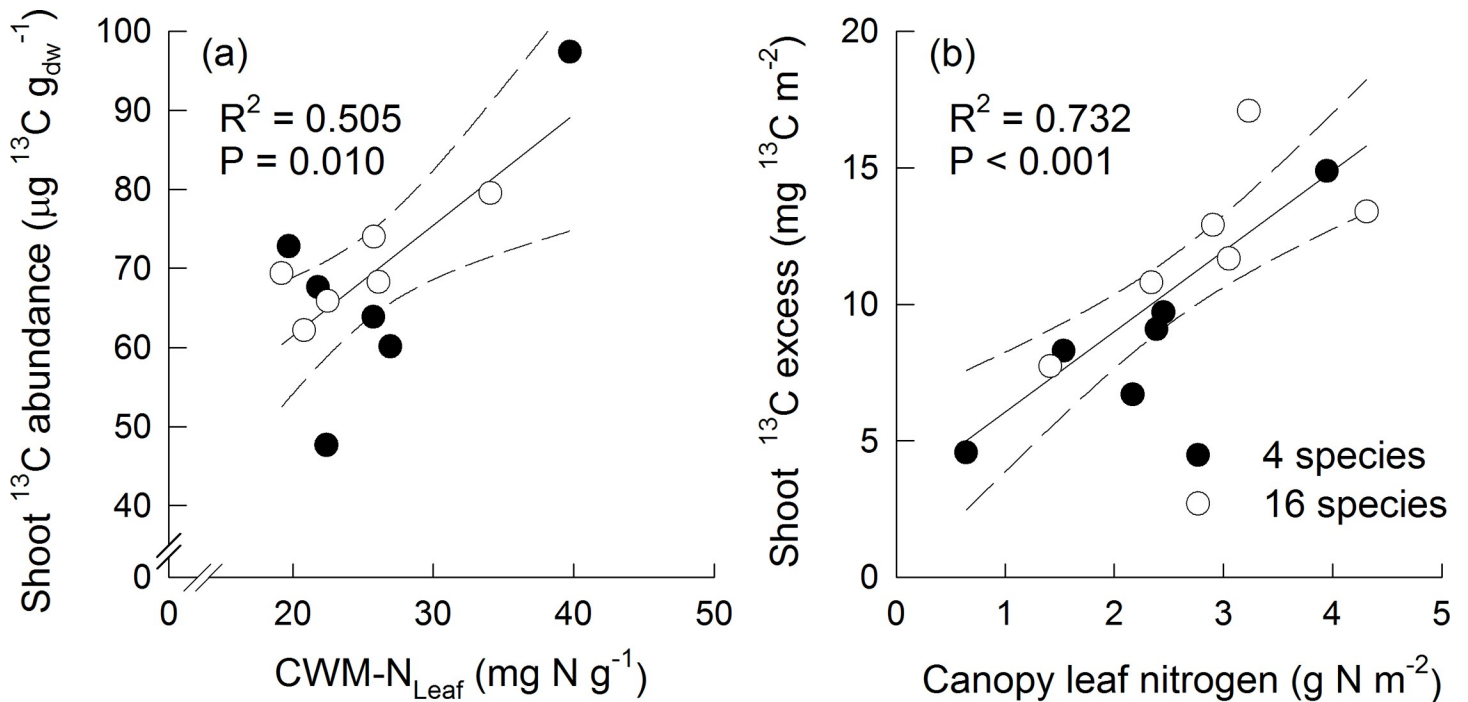 (a)
R² = 0.505
P = 0.010
Shoot ¹³C abundance (µg ¹³C g_dw⁻¹)
100
90
80
70
60
50
40
0
0 20 30 40 50
CWM-N_Leaf (mg N g⁻¹)
(b)
R² = 0.732
P < 0.001
Shoot ¹³C excess (mg ¹³C m⁻²)
20
15
10
5
0
4 species
16 species
0 1 2 3 4 5
Canopy leaf nitrogen (g N m⁻²)